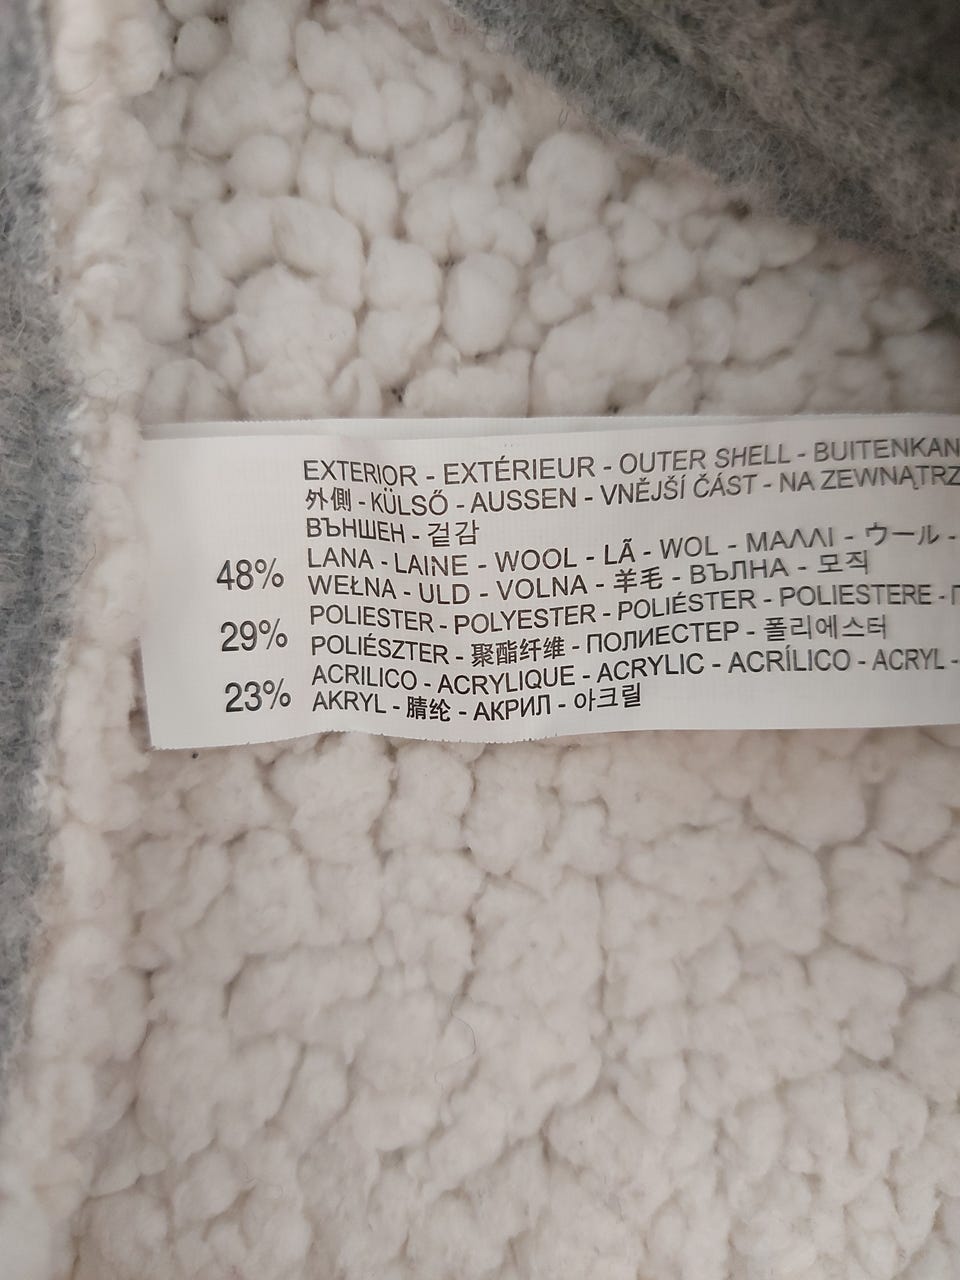 EXTERIOR - EXTÉRIEUR - OUTER SHELL - BUITENKAN
外側 - KÜLSŐ - AUSSEN - VNĚJŠÍ ČÁST - NA ZEWNĄTRZ
ВЪНШЕН - 겉감
48% LANA - LAINE - WOOL - LÃ - WOL - ΜΑΛΛΙ - ウール -
WEŁNA - ULD - VOLNA - 羊毛 - ВЪЛНА - 모직
29% POLIESTER - POLYESTER - POLIÉSTER - POLIESTERE -
POLIÉSZTER - 聚酯纤维 - ПОЛИЕСТЕР - 폴리에스터
23% ACRILICO - ACRYLIQUE - ACRYLIC - ACRÍLICO - ACRYL -
AKRYL - 腈纶 - АКРИЛ - 아크릴